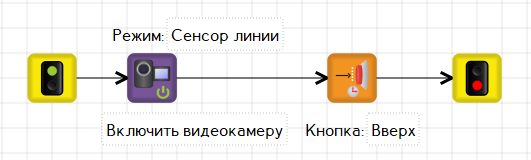 Режим: Сенсор линии
Включить видеокамеру
Кнопка: Вверх